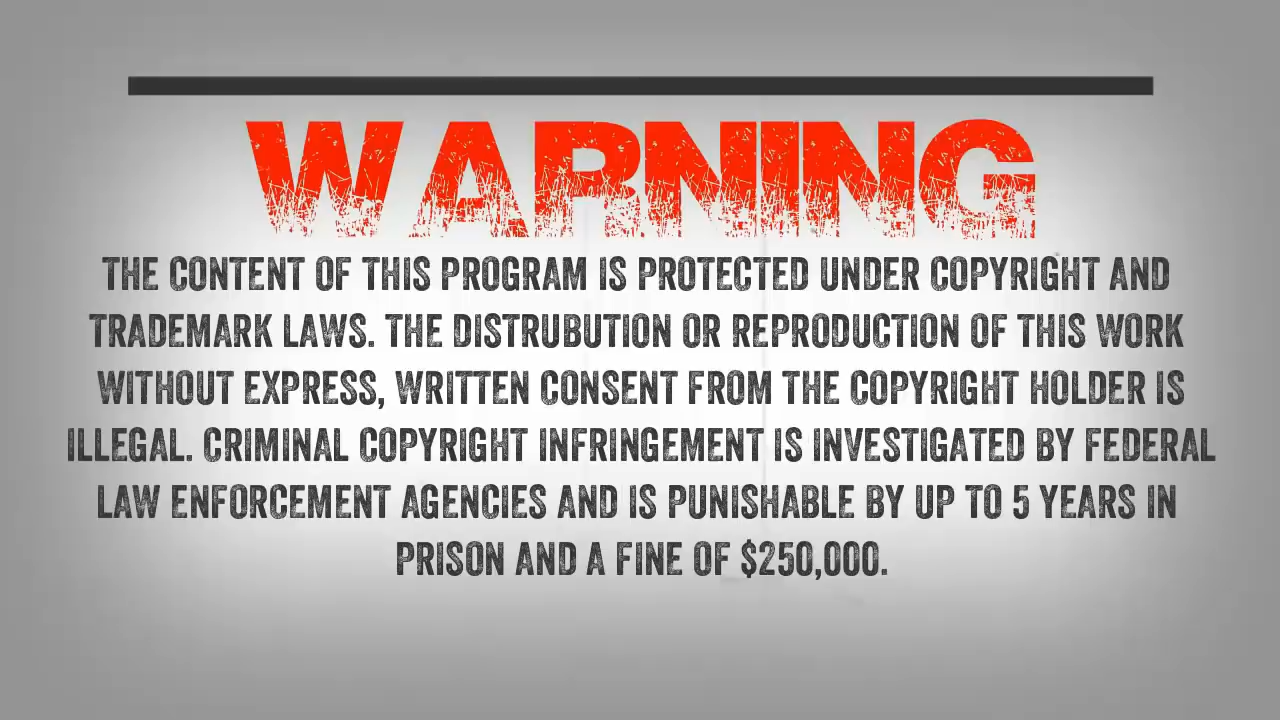 WARNING
THE CONTENT OF THIS PROGRAM IS PROTECTED UNDER COPYRIGHT AND
TRADEMARK LAWS. THE DISTRUBUTION OR REPRODUCTION OF THIS WORK
WITHOUT EXPRESS, WRITTEN CONSENT FROM THE COPYRIGHT HOLDER IS
ILLEGAL. CRIMINAL COPYRIGHT INFRINGEMENT IS INVESTIGATED BY FEDERAL
LAW ENFORCEMENT AGENCIES AND IS PUNISHABLE BY UP TO 5 YEARS IN
PRISON AND A FINE OF $250,000.